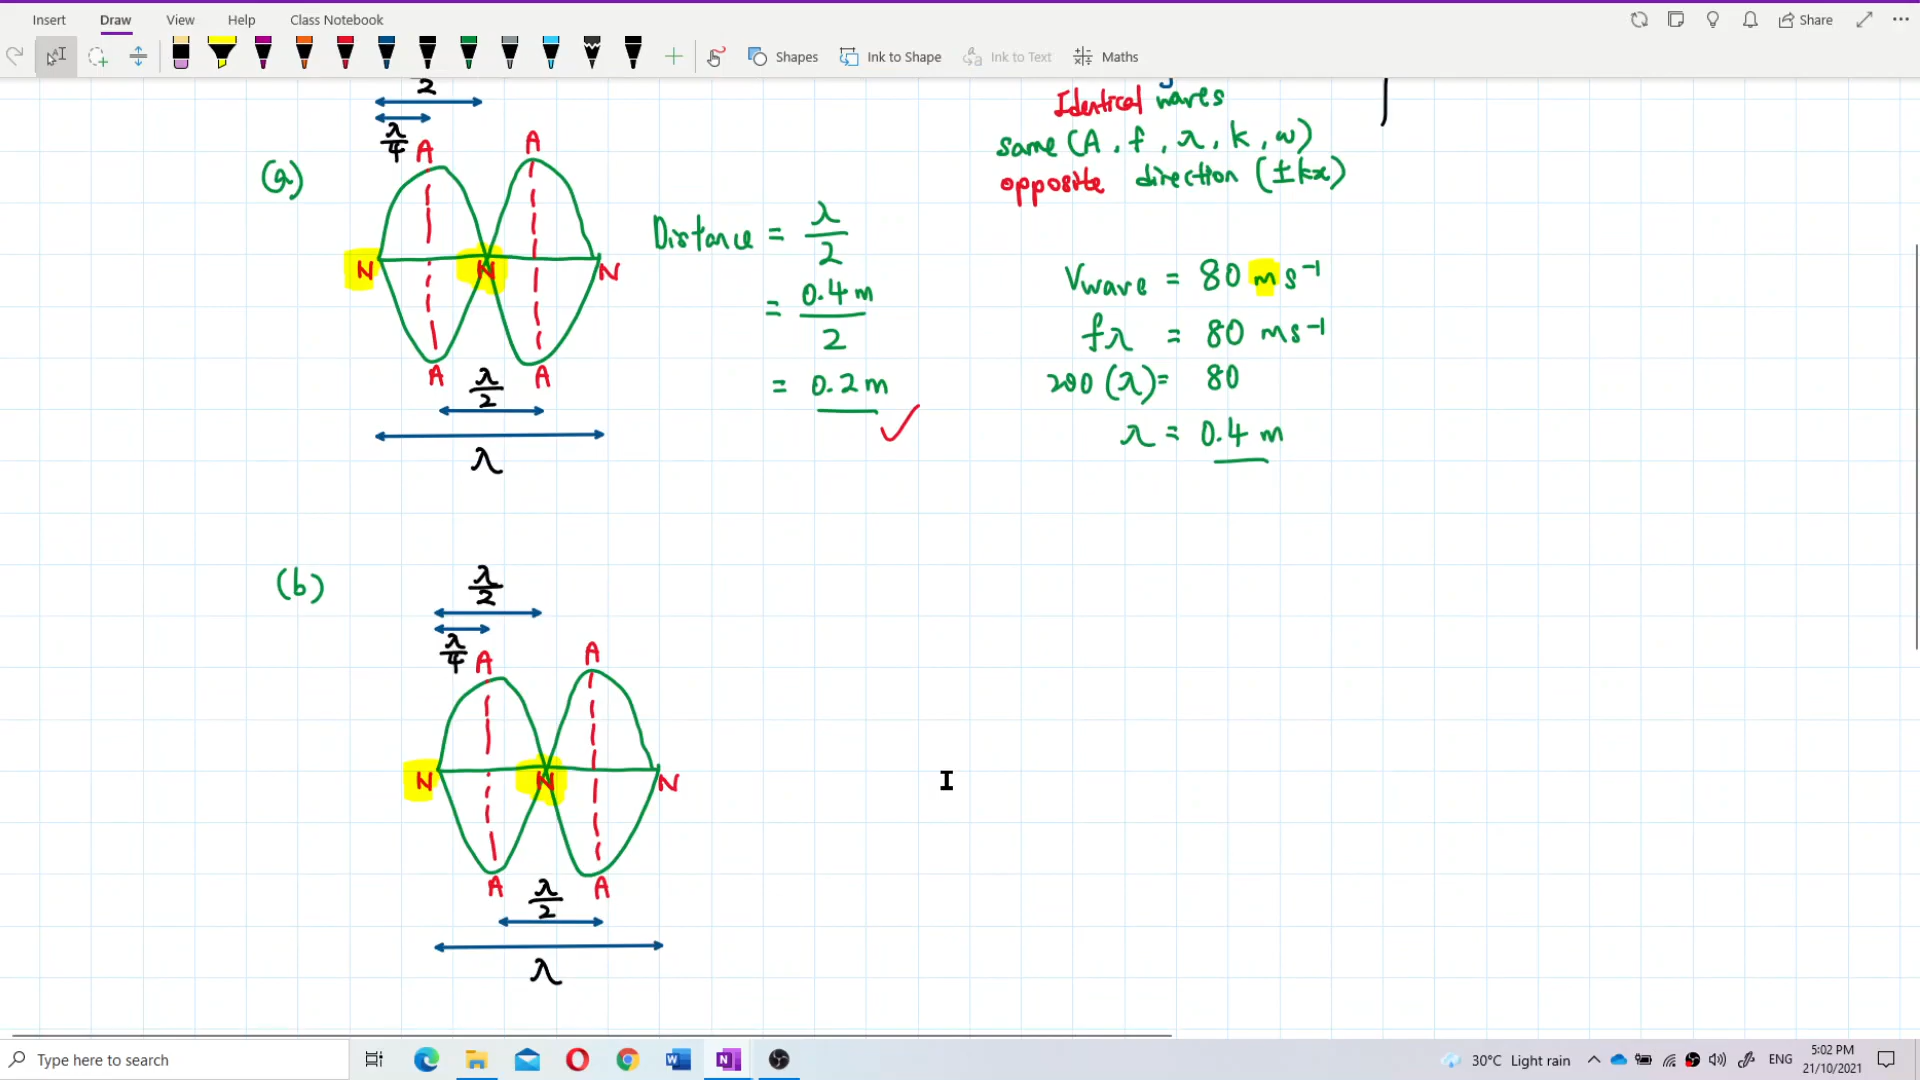 Insert Draw View Help Class Notebook Share
Shapes Ink to Shape Ink to Text Maths
2
λ/4
A A
(a)
N N N
A A
λ/2
λ
Distance = λ/2
= 0.4 m / 2
= 0.2 m ✓
Identical waves
same (A, f, λ, k, ω)
opposite direction (±kx)
Vwave = 80 ms⁻¹
fλ = 80 ms⁻¹
200 (λ) = 80
λ = 0.4 m
(b)
λ/2
λ/4
A A
N N N
A A
λ/2
λ
Type here to search
30°C Light rain
ENG
5:02 PM
21/10/2021